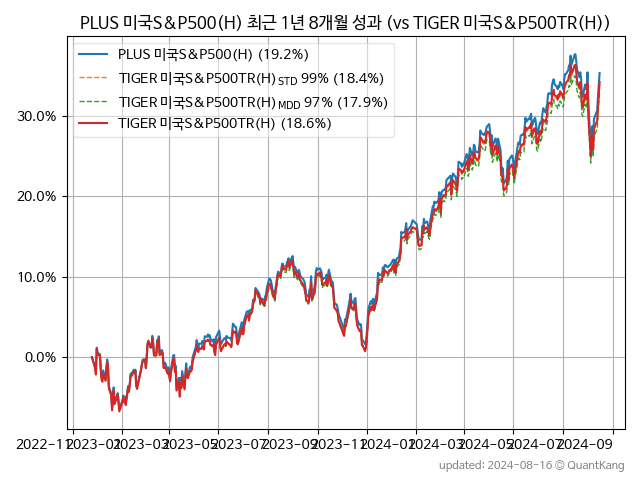 PLUS 미국S&P500(H) 최근 1년 8개월 성과 (vs TIGER 미국S&P500TR(H))
PLUS 미국S&P500(H) (19.2%)
TIGER 미국S&P500TR(H) STD 99% (18.4%)
TIGER 미국S&P500TR(H) MDD 97% (17.9%)
TIGER 미국S&P500TR(H) (18.6%)
30.0%
20.0%
10.0%
0.0%
2022-11 2023-01 2023-03 2023-05 2023-07 2023-09 2023-11 2024-01 2024-03 2024-05 2024-07 2024-09
updated: 2024-08-16 © QuantKang